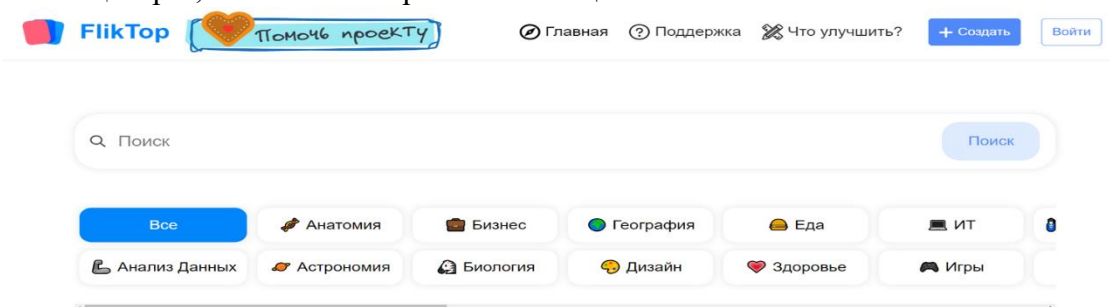 FlikTop Помочь проекту Главная Поддержка Что улучшить? + Создать Войти
Поиск Поиск
Все Анатомия Бизнес География Еда ИТ
Анализ Данных Астрономия Биология Дизайн Здоровье Игры